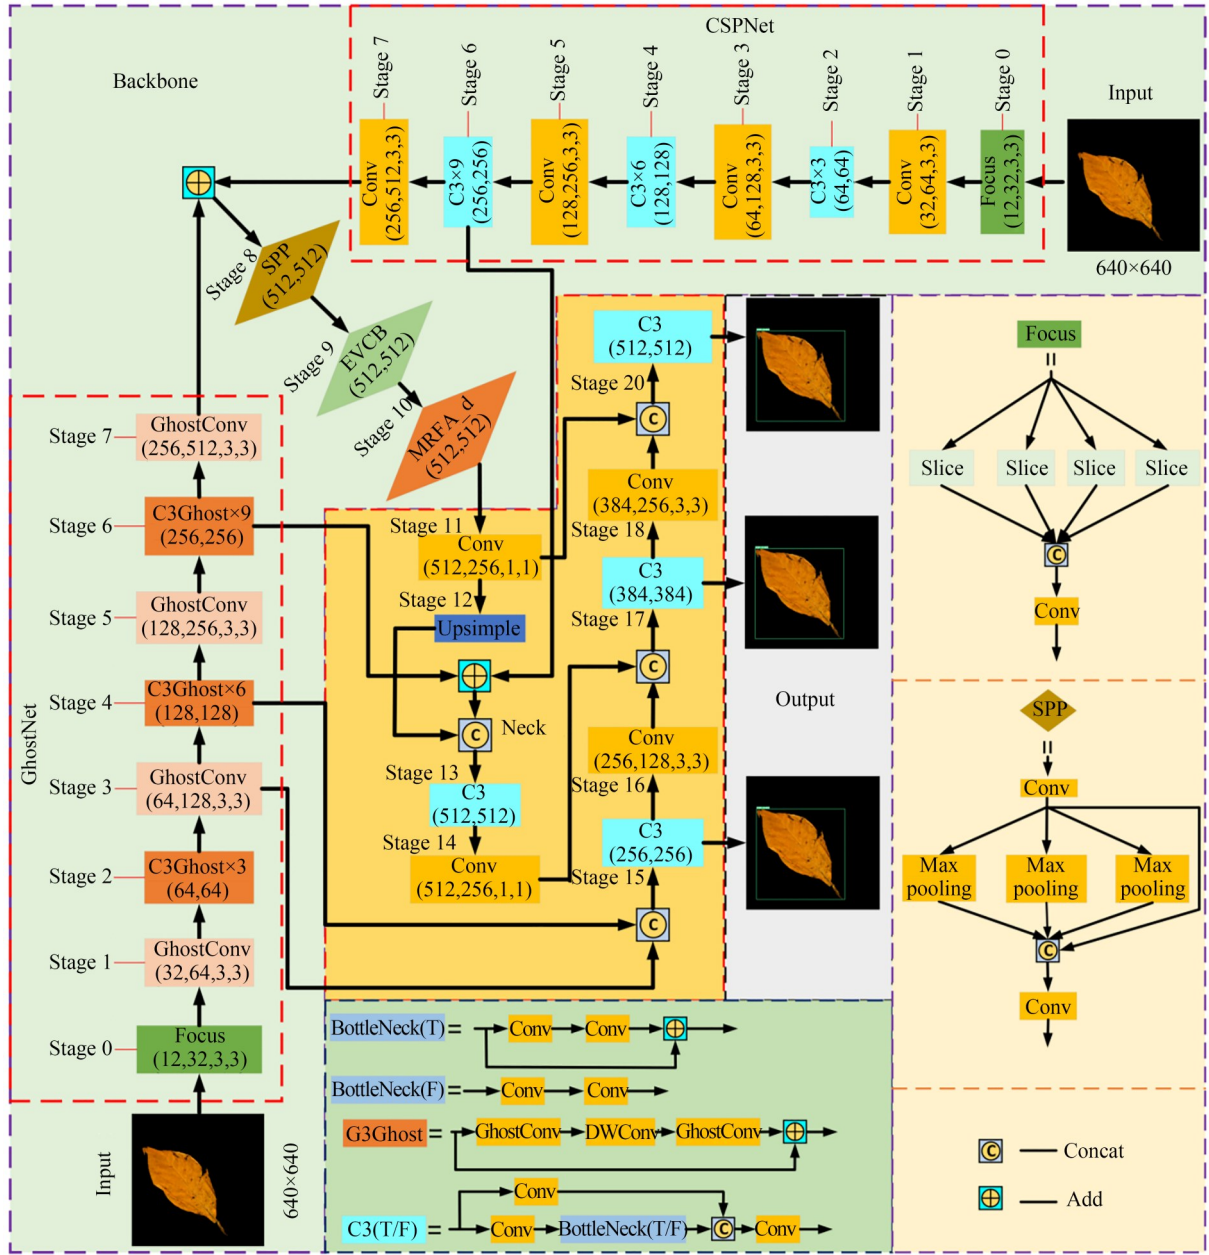 CSPNet
Backbone
Stage 7
Stage 6
Stage 5
Stage 4
Stage 3
Stage 2
Stage 1
Stage 0
Input
Conv
(256,512,3,3)
C3×9
(256,256)
Conv
(128,256,3,3)
C3×6
(128,128)
Conv
(64,128,3,3)
C3×3
(64,64)
Conv
(32,64,3,3)
Focus
(12,32,3,3)
640×640
Stage 8
SPP
(512,512)
Stage 9
EVCB
(512,512)
Stage 10
MRFA_d
(512,512)
GhostNet
Stage 7
GhostConv
(256,512,3,3)
Stage 6
C3Ghost×9
(256,256)
Stage 5
GhostConv
(128,256,3,3)
Stage 4
C3Ghost×6
(128,128)
Stage 3
GhostConv
(64,128,3,3)
Stage 2
C3Ghost×3
(64,64)
Stage 1
GhostConv
(32,64,3,3)
Stage 0
Focus
(12,32,3,3)
Input
640×640
Stage 11
Conv
(512,256,1,1)
Stage 12
Upsimple
Neck
Stage 13
C3
(512,512)
Stage 14
Conv
(512,256,1,1)
C3
(512,512)
Stage 20
Conv
(384,256,3,3)
Stage 18
C3
(384,384)
Stage 17
Conv
(256,128,3,3)
Stage 16
C3
(256,256)
Stage 15
C
C
C
C
Output
Focus
Slice
Slice
Slice
Slice
C
Conv
SPP
Conv
Max
pooling
Max
pooling
Max
pooling
C
Conv
BottleNeck(T) = Conv Conv
BottleNeck(F) = Conv Conv
G3Ghost = GhostConv DWConv GhostConv
Conv
C3(T/F) = Conv BottleNeck(T/F) C Conv
C Concat
Add